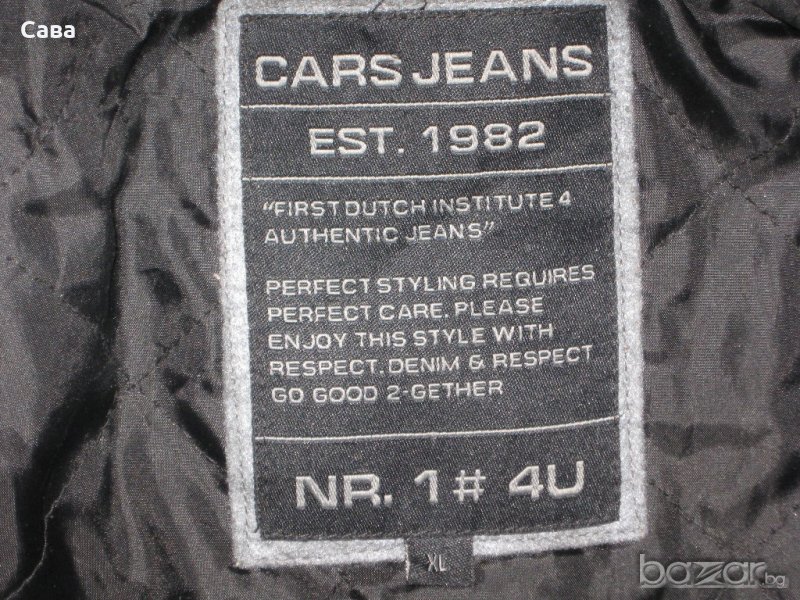 Сава
CARS JEANS
EST. 1982
"FIRST DUTCH INSTITUTE 4
AUTHENTIC JEANS"
PERFECT STYLING REQUIRES
PERFECT CARE. PLEASE
ENJOY THIS STYLE WITH
RESPECT. DENIM & RESPECT
GO GOOD 2-GETHER
NR. 1 # 4U
XL
bazar.bg